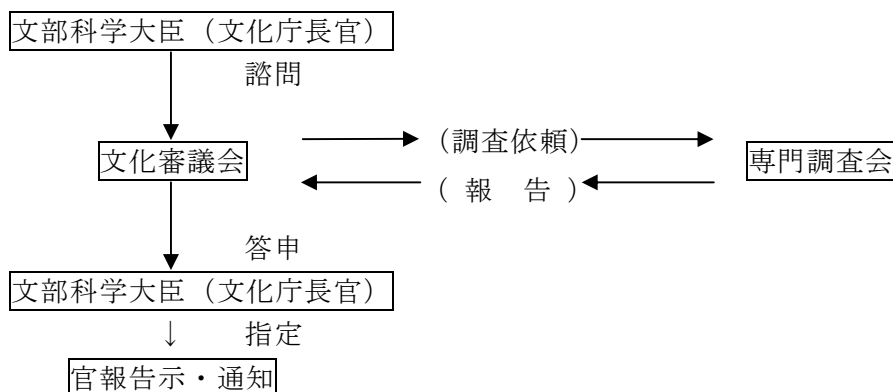 文部科学大臣（文化庁長官）
諮問
(調査依頼)
文化審議会
専門調査会
(報告)
答申
文部科学大臣（文化庁長官）
↓ 指定
官報告示・通知